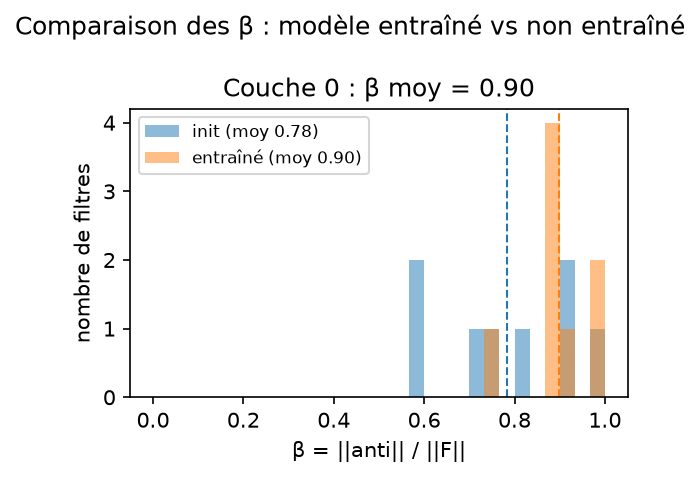 Comparaison des β : modèle entraîné vs non entraîné
Couche 0 : β moy = 0.90
init (moy 0.78)
entraîné (moy 0.90)
nombre de filtres
4
3
2
1
0
0.0 0.2 0.4 0.6 0.8 1.0
β = ||anti|| / ||F||